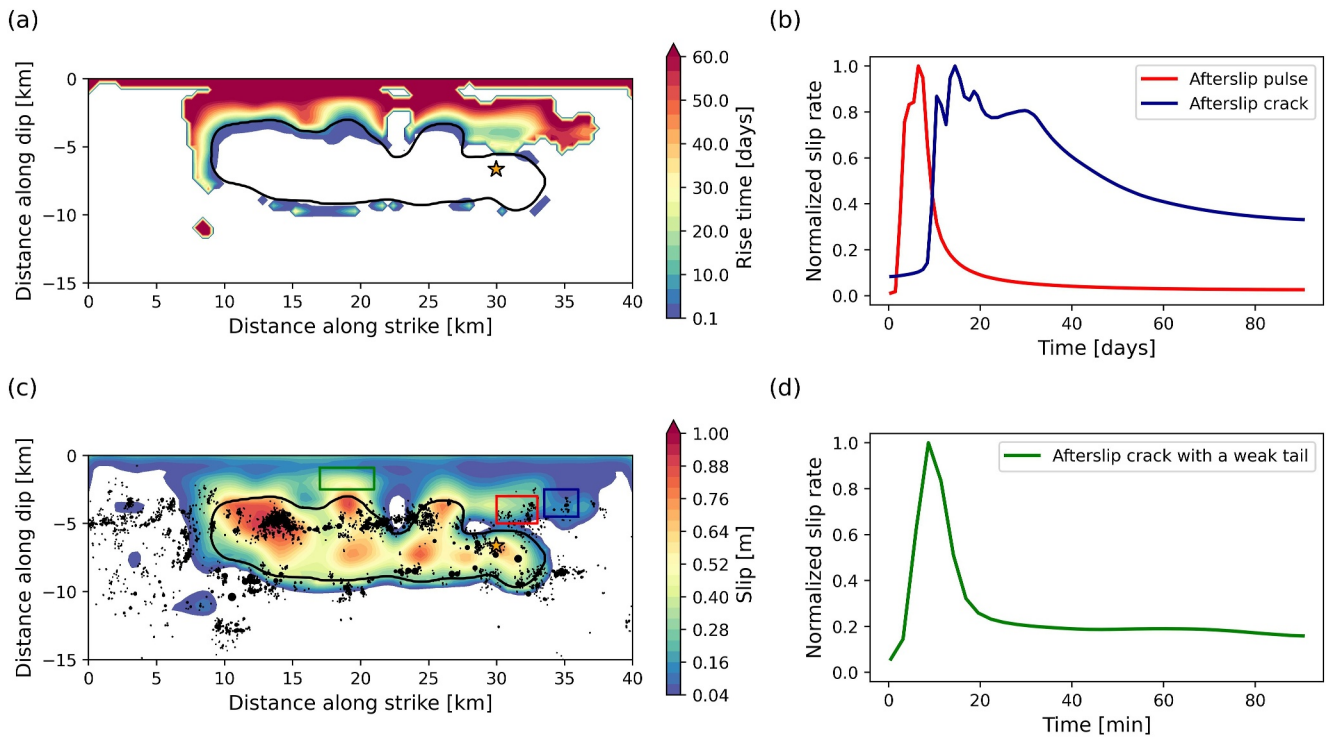 (a)
Distance along dip [km]
0
−5
−10
−15
0 5 10 15 20 25 30 35 40
Distance along strike [km]
60.0
50.0
40.0
30.0
20.0
10.0
0.1
Rise time [days]
(b)
Normalized slip rate
1.0
0.8
0.6
0.4
0.2
0.0
0 20 40 60 80
Time [days]
Afterslip pulse
Afterslip crack
(c)
Distance along dip [km]
0
−5
−10
−15
0 5 10 15 20 25 30 35 40
Distance along strike [km]
1.00
0.88
0.76
0.64
0.52
0.40
0.28
0.16
0.04
Slip [m]
(d)
Normalized slip rate
1.0
0.8
0.6
0.4
0.2
0.0
0 20 40 60 80
Time [min]
Afterslip crack with a weak tail